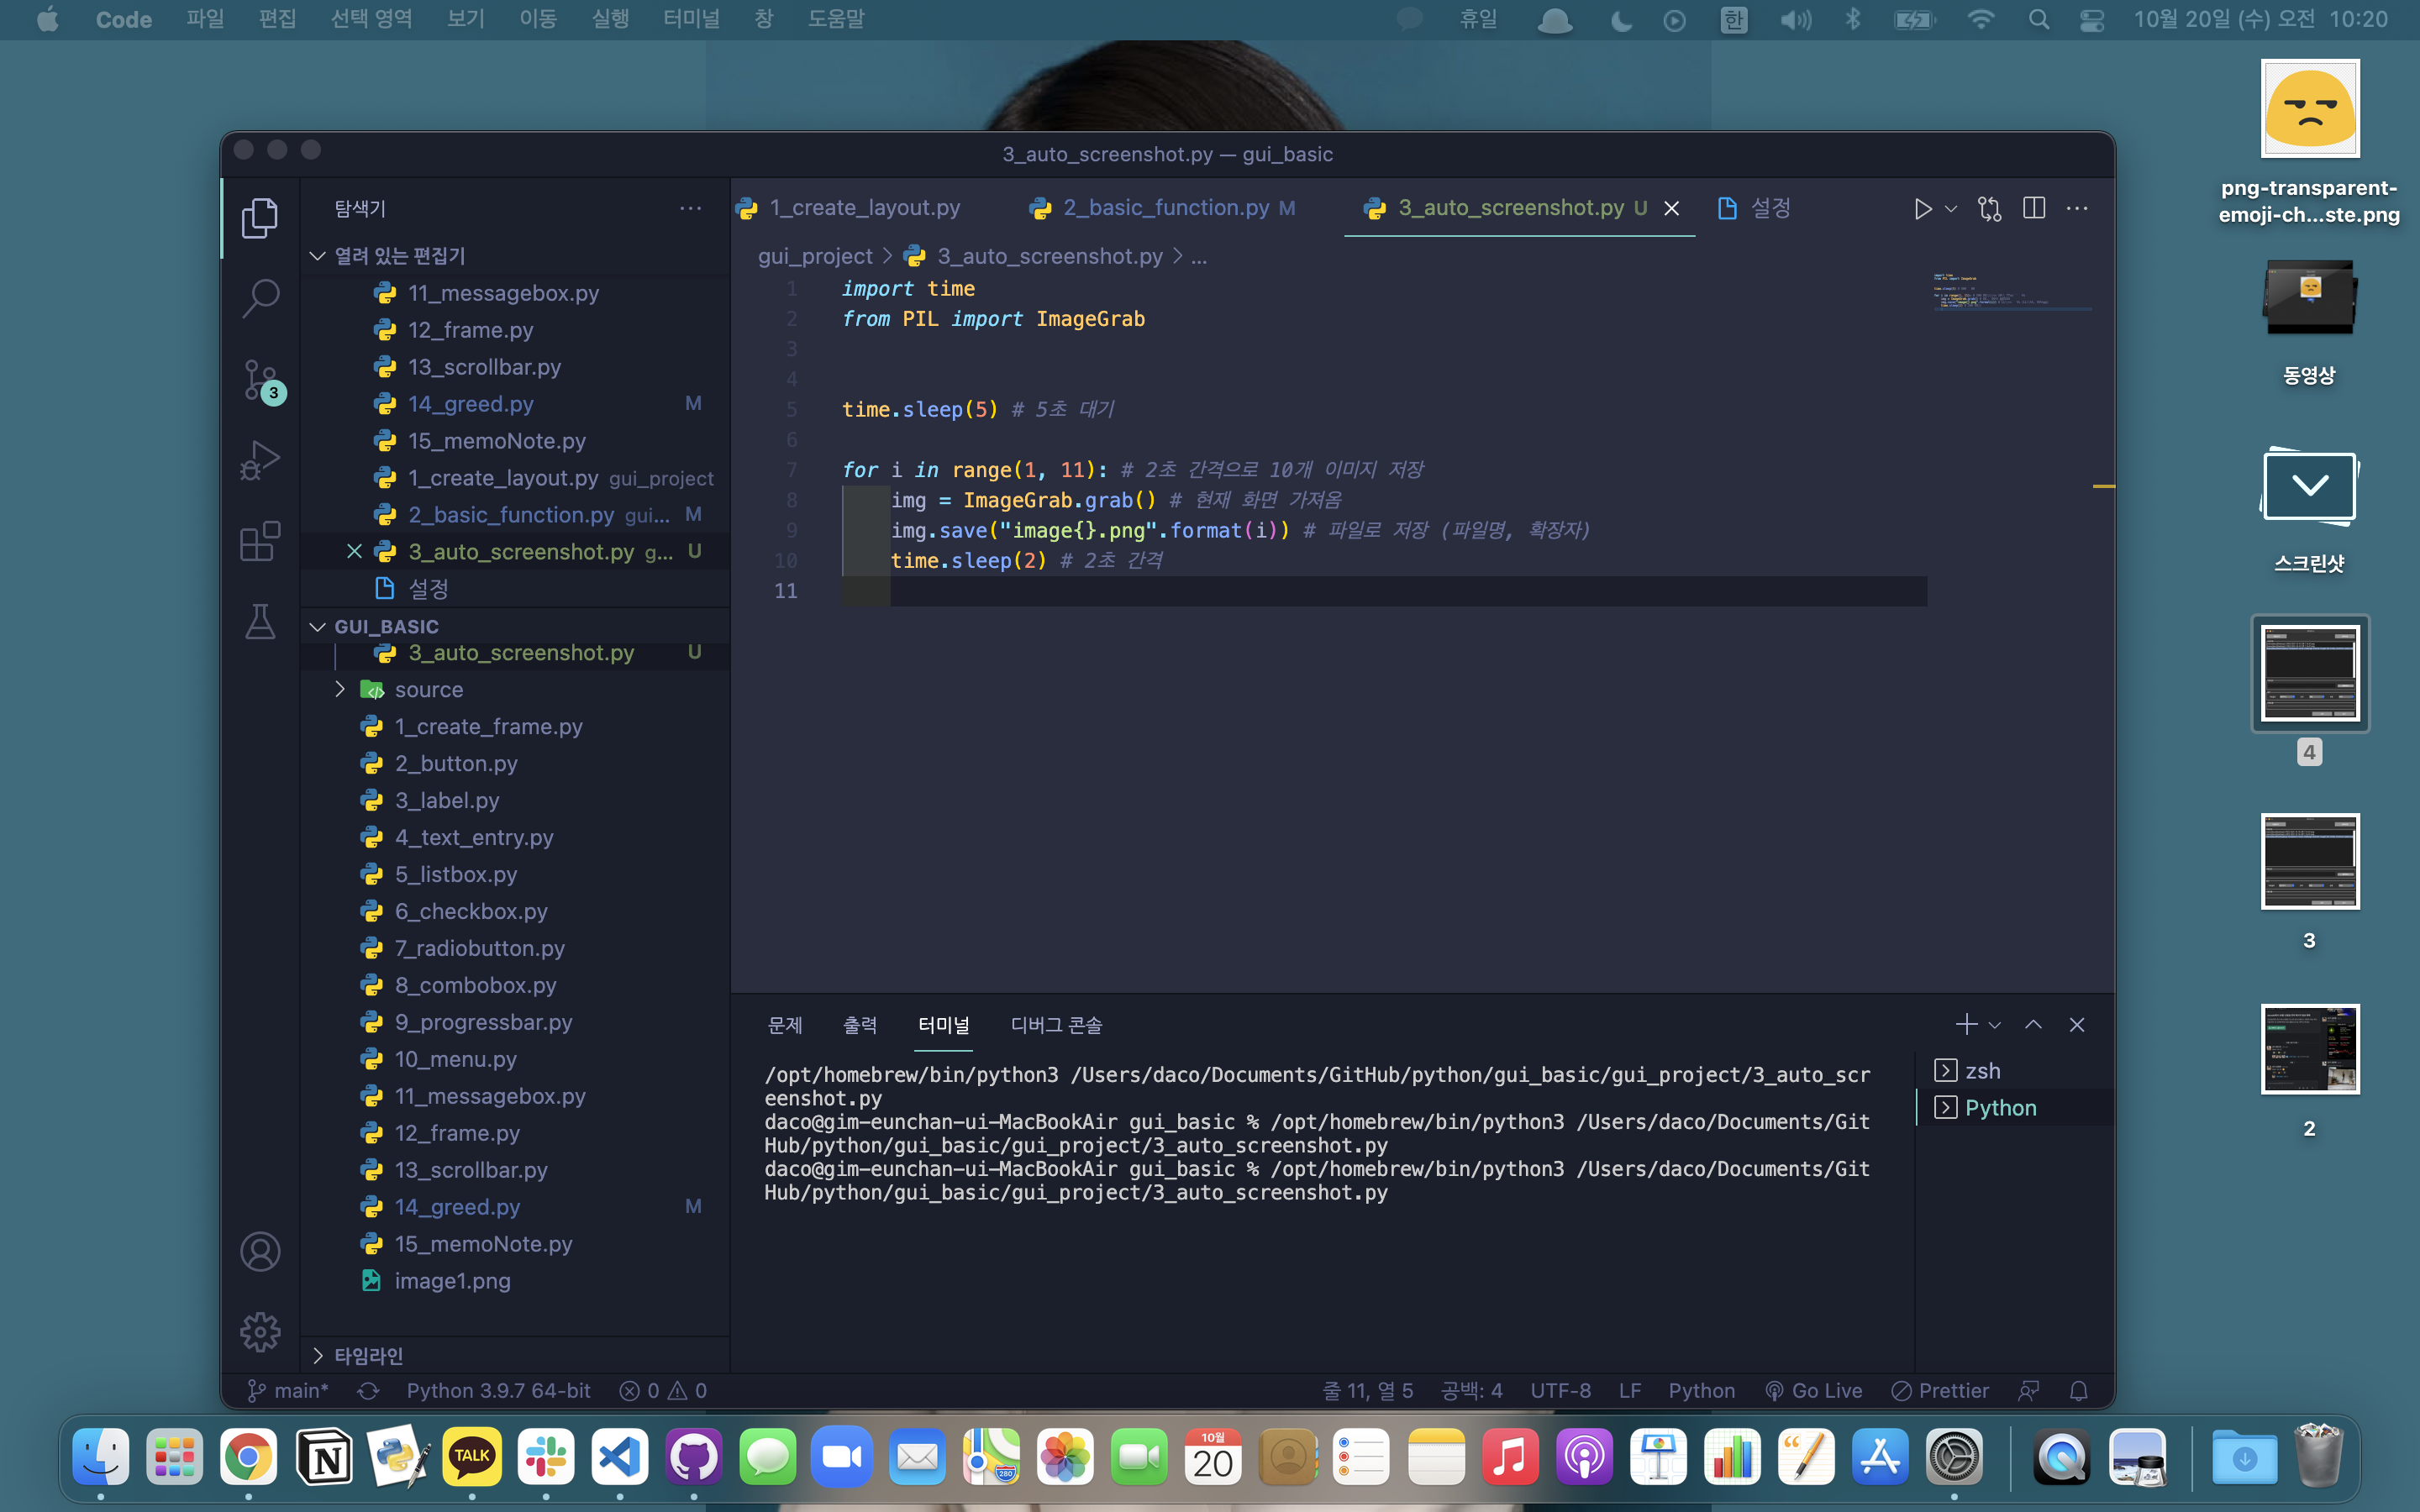 Code 파일 편집 선택 영역 보기 이동 실행 터미널 창 도움말 휴일 한 10월 20일 (수) 오전 10:20
png-transparent-
emoji-ch...ste.png
동영상
스크린샷
4
3
2
3_auto_screenshot.py — gui_basic
탐색기
열려 있는 편집기
11_messagebox.py
12_frame.py
13_scrollbar.py
14_greed.py M
15_memoNote.py
1_create_layout.py gui_project
2_basic_function.py gui... M
3_auto_screenshot.py g... U
설정
GUI_BASIC
3_auto_screenshot.py U
source
1_create_frame.py
2_button.py
3_label.py
4_text_entry.py
5_listbox.py
6_checkbox.py
7_radiobutton.py
8_combobox.py
9_progressbar.py
10_menu.py
11_messagebox.py
12_frame.py
13_scrollbar.py
14_greed.py M
15_memoNote.py
image1.png
타임라인
3
1_create_layout.py 2_basic_function.py M 3_auto_screenshot.py U 설정
gui_project > 3_auto_screenshot.py > ...
1 import time
2 from PIL import ImageGrab
3
4
5 time.sleep(5) # 5초 대기
6
7 for i in range(1, 11): # 2초 간격으로 10개 이미지 저장
8 img = ImageGrab.grab() # 현재 화면 가져옴
9 img.save("image{}.png".format(i)) # 파일로 저장 (파일명, 확장자)
10 time.sleep(2) # 2초 간격
11
문제 출력 터미널 디버그 콘솔
/opt/homebrew/bin/python3 /Users/daco/Documents/GitHub/python/gui_basic/gui_project/3_auto_scr
eenshot.py
daco@gim-eunchan-ui-MacBookAir gui_basic % /opt/homebrew/bin/python3 /Users/daco/Documents/Git
Hub/python/gui_basic/gui_project/3_auto_screenshot.py
daco@gim-eunchan-ui-MacBookAir gui_basic % /opt/homebrew/bin/python3 /Users/daco/Documents/Git
Hub/python/gui_basic/gui_project/3_auto_screenshot.py
zsh
Python
main* Python 3.9.7 64-bit 0 0 줄 11, 열 5 공백: 4 UTF-8 LF Python Go Live Prettier
TALK
280
10월
20